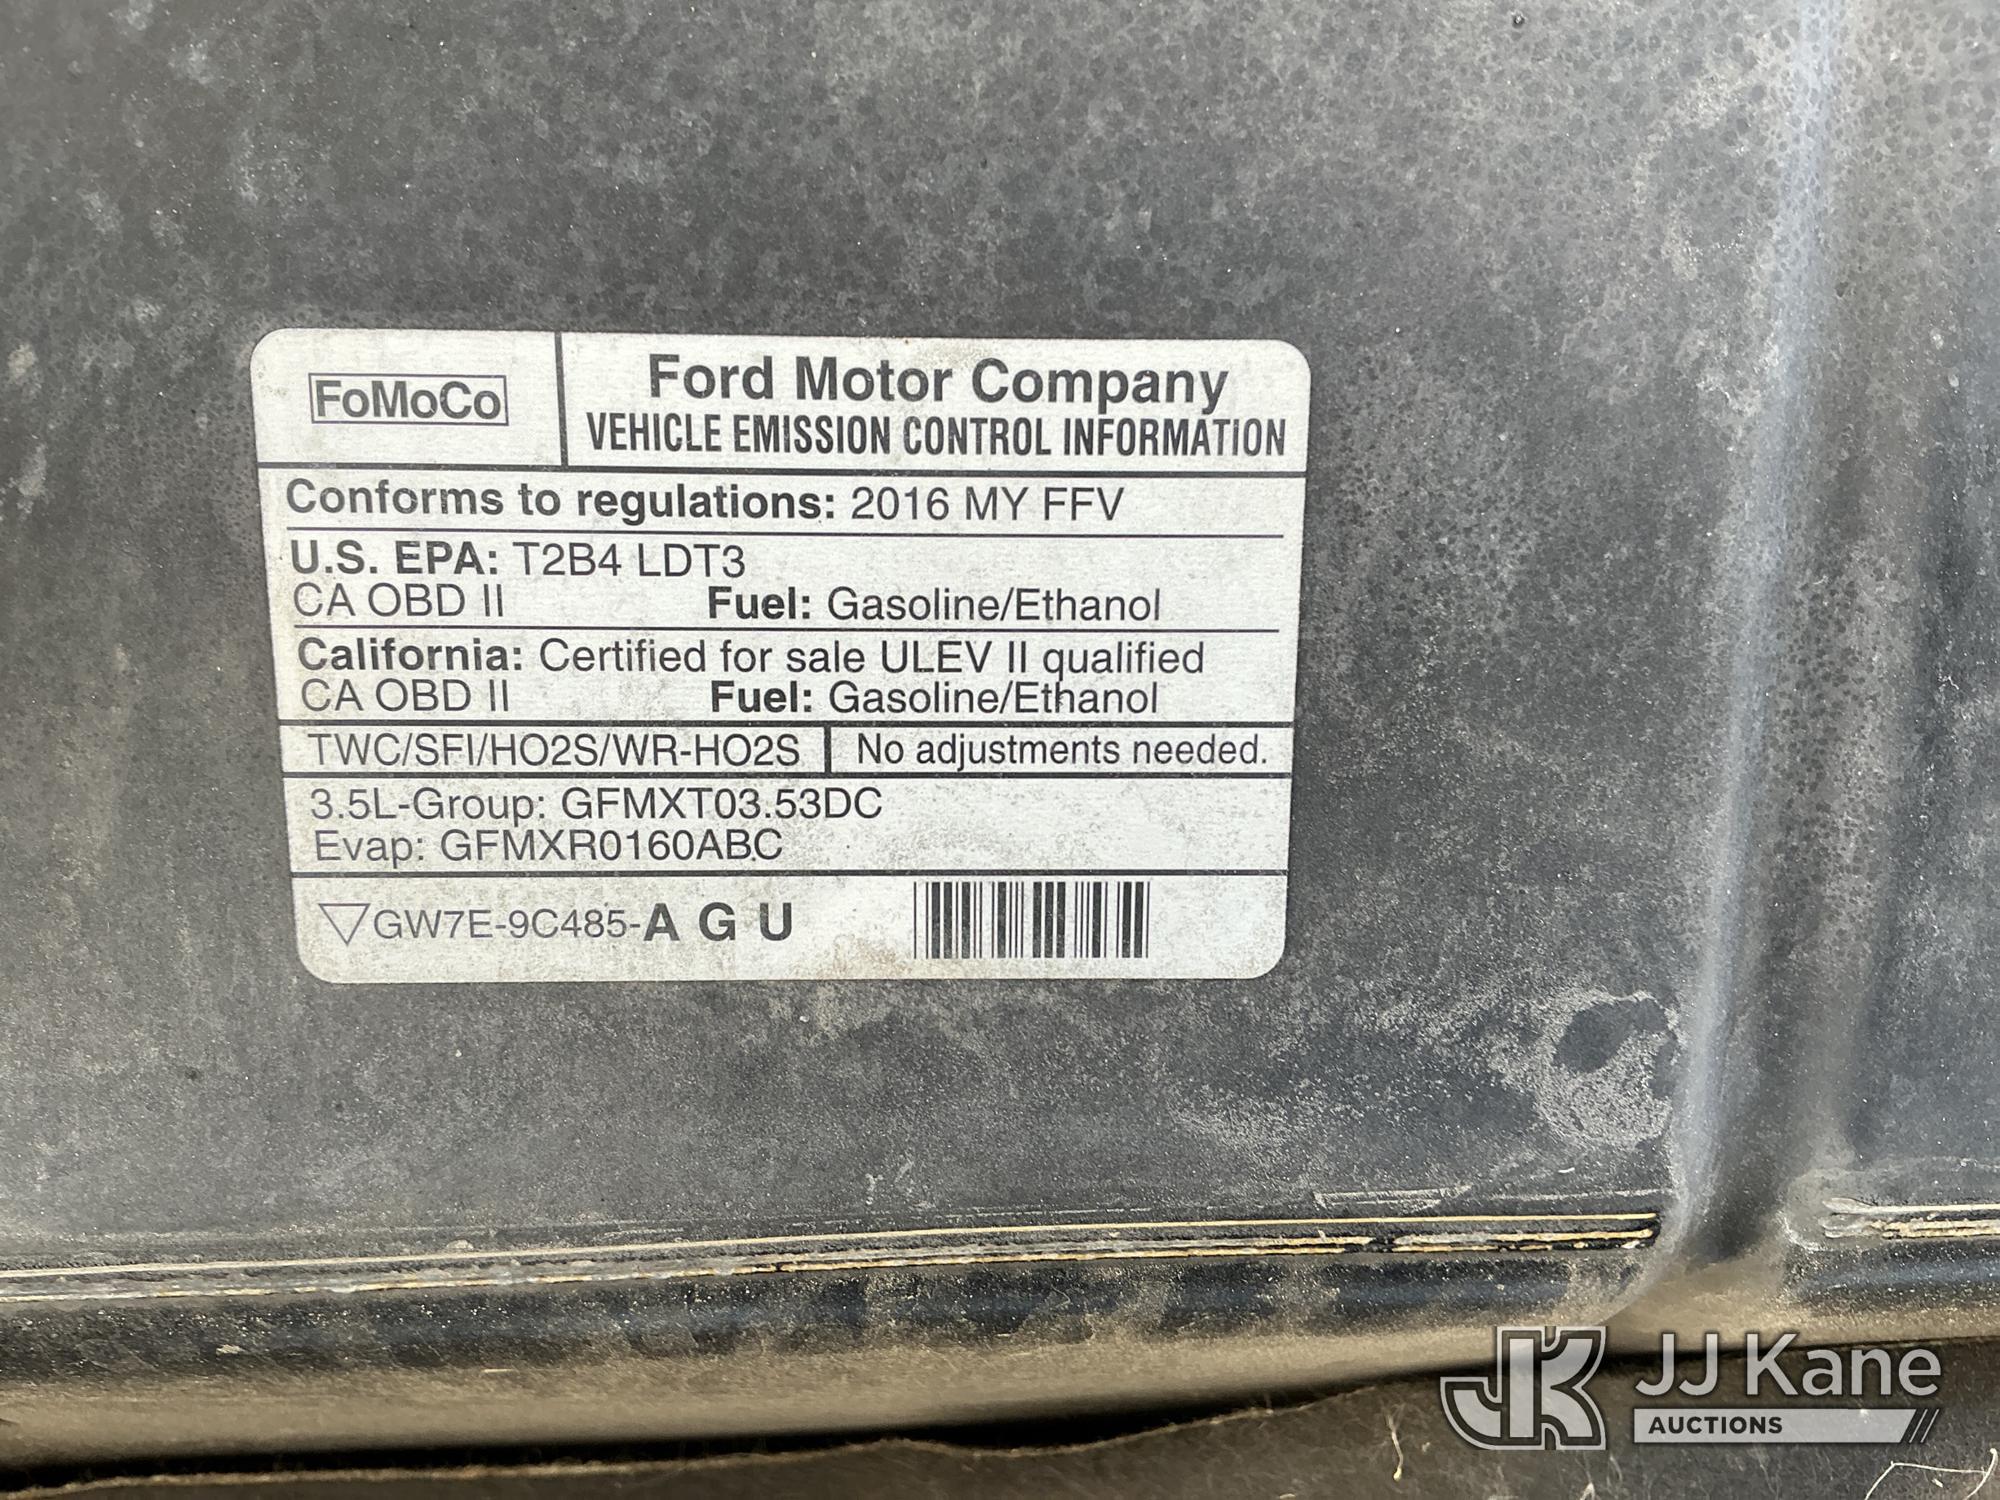 FoMoCo
Ford Motor Company
VEHICLE EMISSION CONTROL INFORMATION
Conforms to regulations: 2016 MY FFV
U.S. EPA: T2B4 LDT3
CA OBD II Fuel: Gasoline/Ethanol
California: Certified for sale ULEV II qualified
CA OBD II Fuel: Gasoline/Ethanol
TWC/SFI/HO2S/WR-HO2S No adjustments needed.
3.5L-Group: GFMXT03.53DC
Evap: GFMXR0160ABC
GW7E-9C485-A G U
JK JJ Kane
AUCTIONS